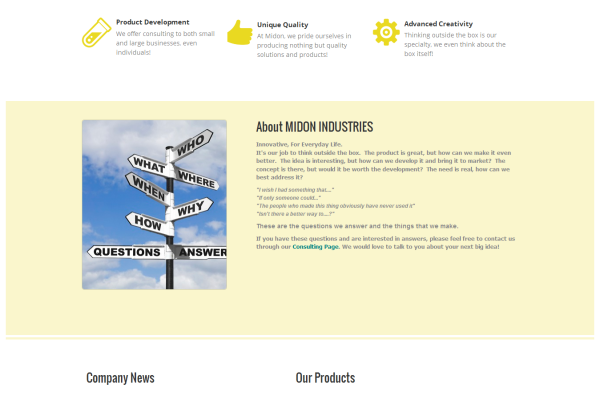 Product Development
We offer consulting to both small
and large businesses, even
individuals!
Unique Quality
At Midon, we pride ourselves in
producing nothing but quality
solutions and products!
Advanced Creativity
Thinking outside the box is our
specialty, we even think about the
box itself!
WHO
WHAT
WHERE
WHEN
WHY
HOW
QUESTIONS
ANSWER
About MIDON INDUSTRIES
Innovative, For Everyday Life.
It's our job to think outside the box. The product is great, but how can we make it even
better. The idea is interesting, but how can we develop it and bring it to market? The
concept is there, but would it be worth the development? The need is real, how can we
best address it?
"I wish I had something that...."
"If only someone could..."
"The people who made this thing obviously have never used it"
"Isn't there a better way to....?"
These are the questions we answer and the things that we make.
If you have these questions and are interested in answers, please feel free to contact us
through our Consulting Page. We would love to talk to you about your next big idea!
Company News
Our Products